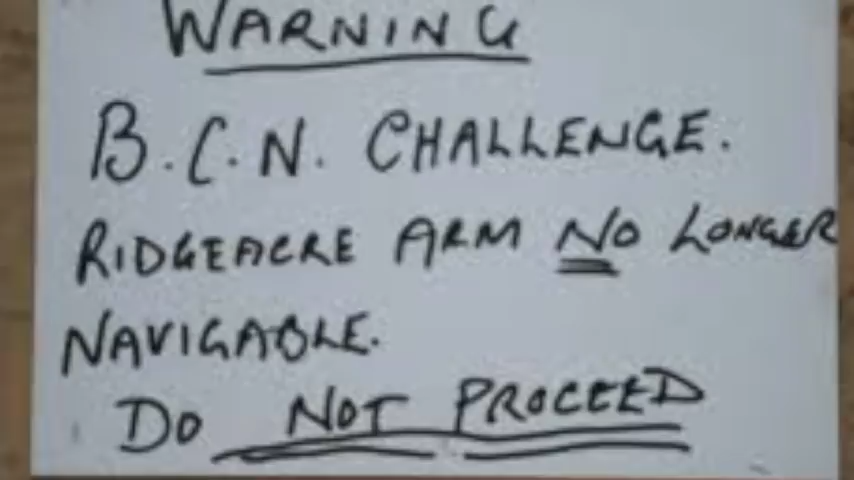 WARNING
B.C.N. CHALLENGE.
RIDGEACRE ARM NO LONGER
NAVIGABLE.
DO NOT PROCEED